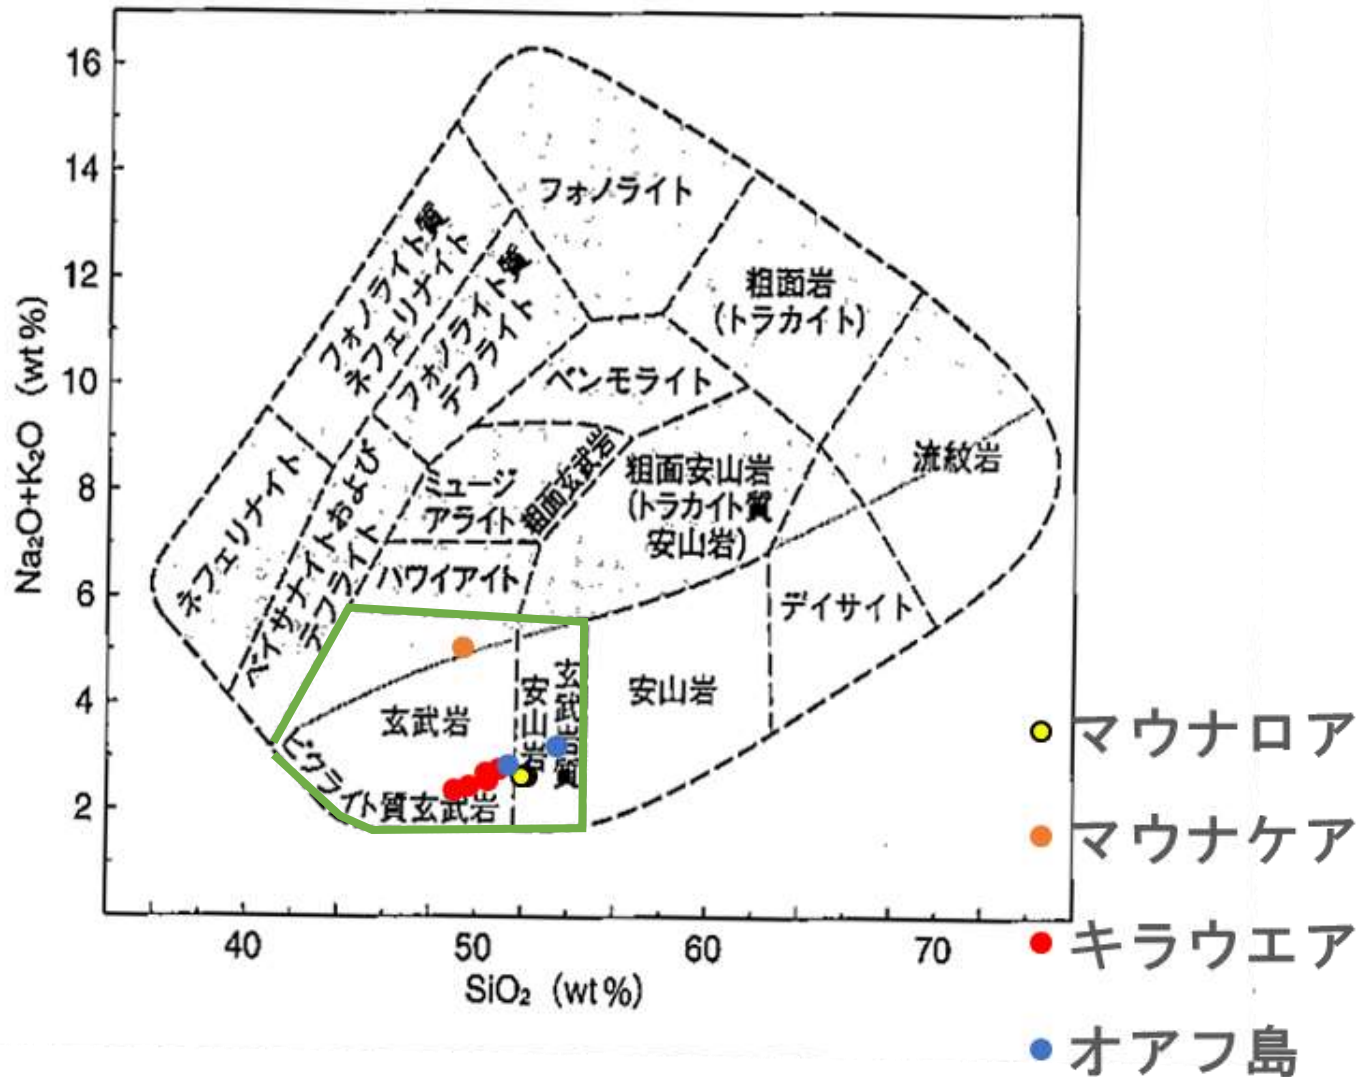 16
14
12
10
8
6
4
2
Na₂O+K₂O (wt%)
40
50
60
70
SiO₂ (wt%)
フォノライト
フォノライト質
ネフェリナイト
フォノライト質
テフライト
粗面岩
(トラカイト)
ベンモライト
ネフェリナイト
ベイサナイトおよび
テフライト
ミュージ
アライト
粗面玄武岩
粗面安山岩
(トラカイト質
安山岩)
流紋岩
ハワイアイト
デイサイト
玄武岩
玄武岩質
安山岩
安山岩
ピクライト質玄武岩
マウナロア
マウナケア
キラウエア
オアフ島